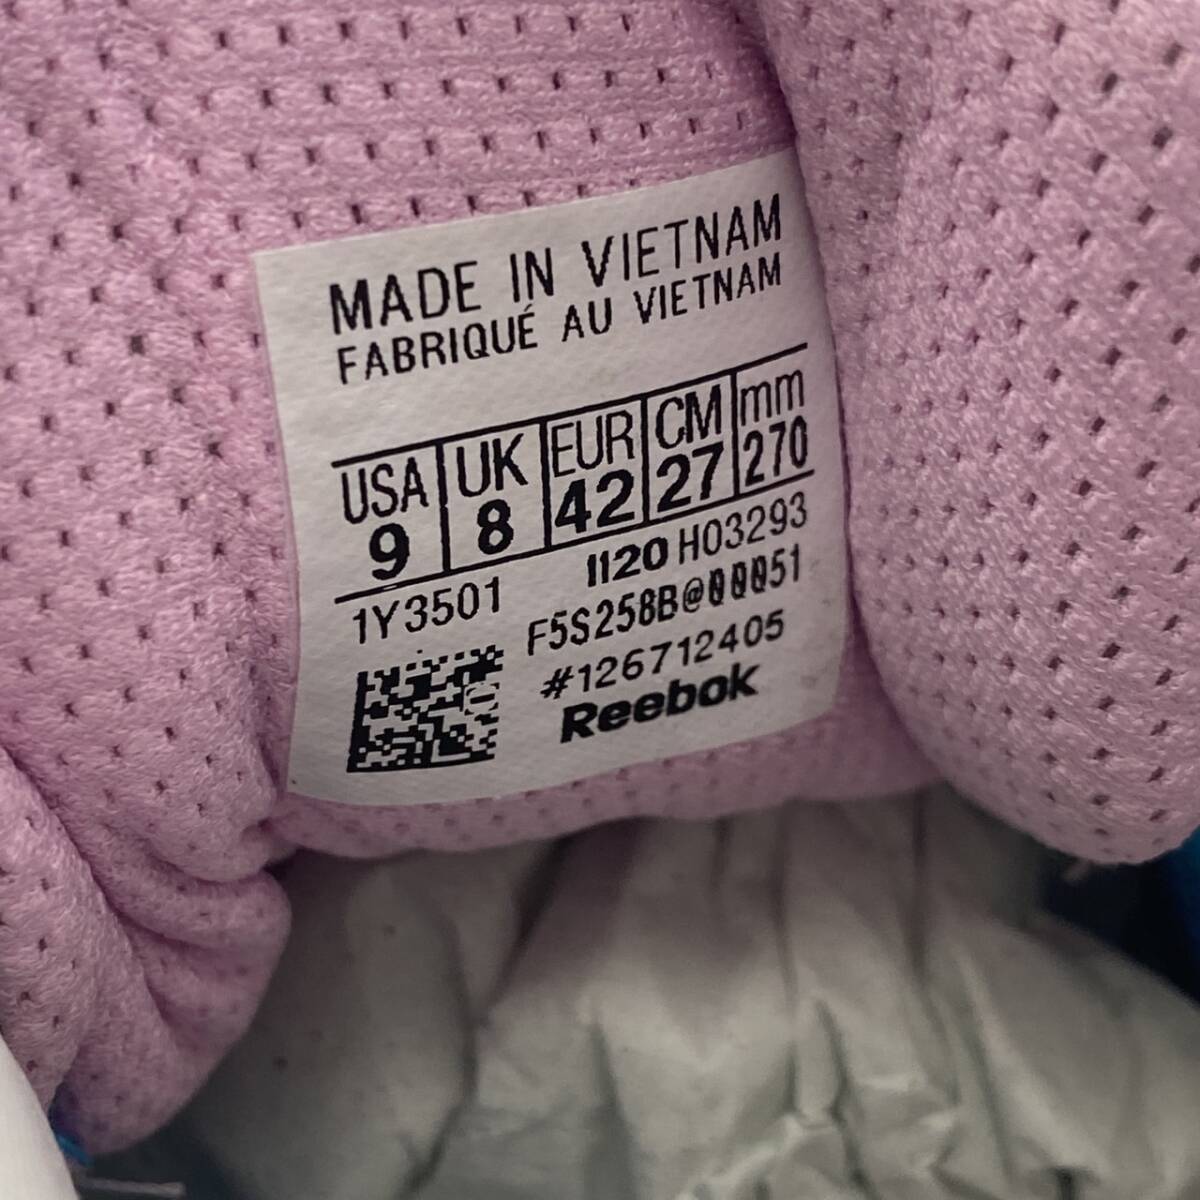 MADE IN VIETNAM
FABRIQUÉ AU VIETNAM
USA UK EUR CM mm
9 8 42 27 270
1Y3501 1120 H03293
F5S258B@00051
#126712405
Reebok